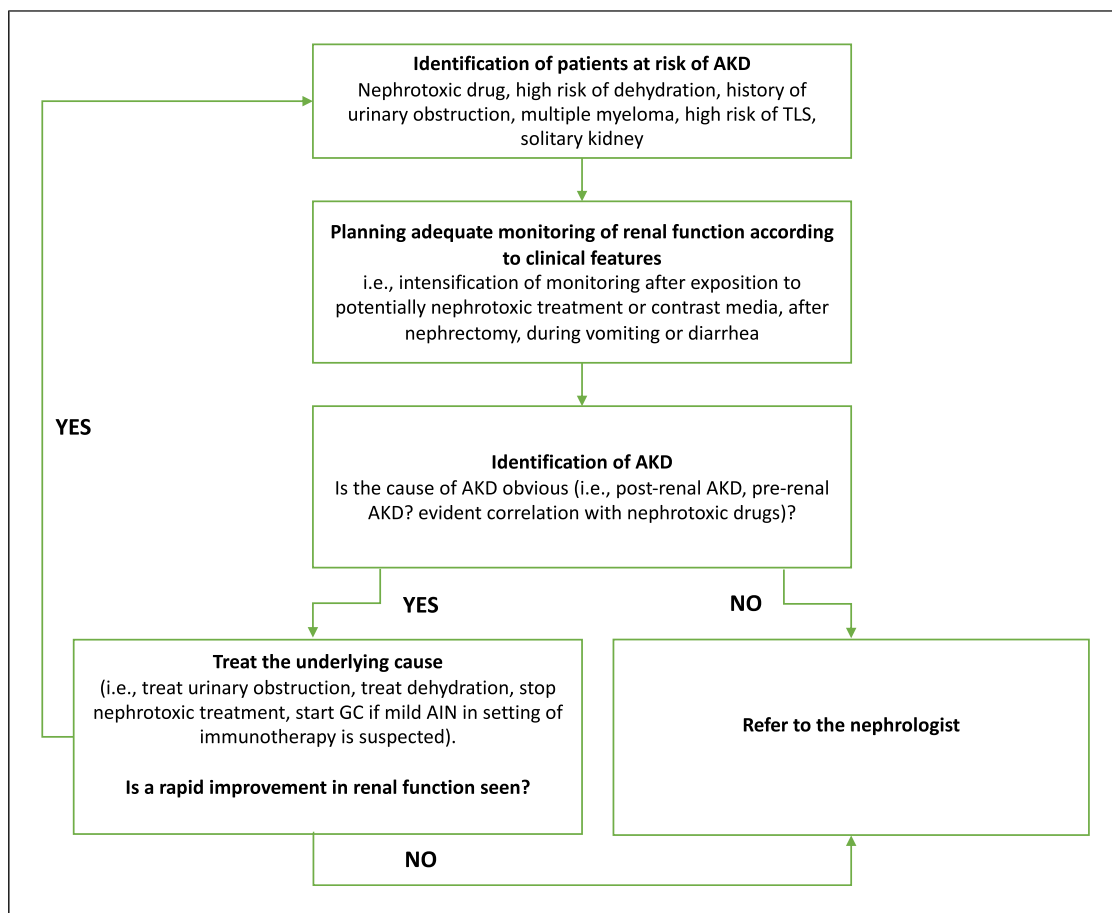 Identification of patients at risk of AKD
Nephrotoxic drug, high risk of dehydration, history
of urinary obstruction, multiple myeloma, high risk of TLS,
solitary kidney
Planning adequate monitoring of renal function according
to clinical features
i.e., intensification of monitoring after exposition to
potentially nephrotoxic treatment or contrast media, after
nephrectomy, during vomiting or diarrhea
YES
Identification of AKD
Is the cause of AKD obvious (i.e., post-renal AKD, pre-renal
AKD? evident correlation with nephrotoxic drugs)?
YES
NO
Treat the underlying cause
(i.e., treat urinary obstruction, treat dehydration, stop
nephrotoxic treatment, start GC if mild AIN in setting of
immunotherapy is suspected).
Is a rapid improvement in renal function seen?
Refer to the nephrologist
NO